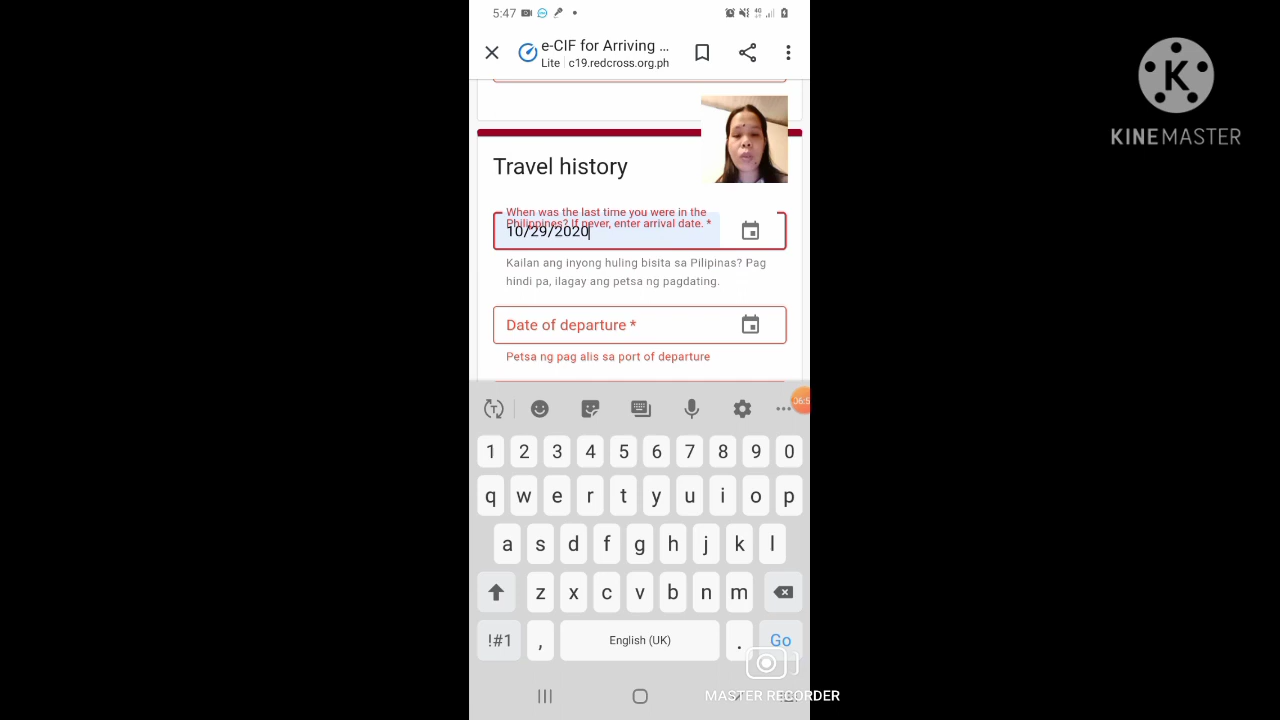 5:47
e-CIF for Arriving ...
Lite c19.redcross.org.ph
K
KINEMASTER
Travel history
When was the last time you were in the
Philippines? If never, enter arrival date. *
10/29/2020
Kailan ang inyong huling bisita sa Pilipinas? Pag
hindi pa, ilagay ang petsa ng pagdating.
Date of departure *
Petsa ng pag alis sa port of departure
1 2 3 4 5 6 7 8 9 0
q w e r t y u i o p
a s d f g h j k l
z x c v b n m
!#1 , English (UK) . Go
MASTER RECORDER